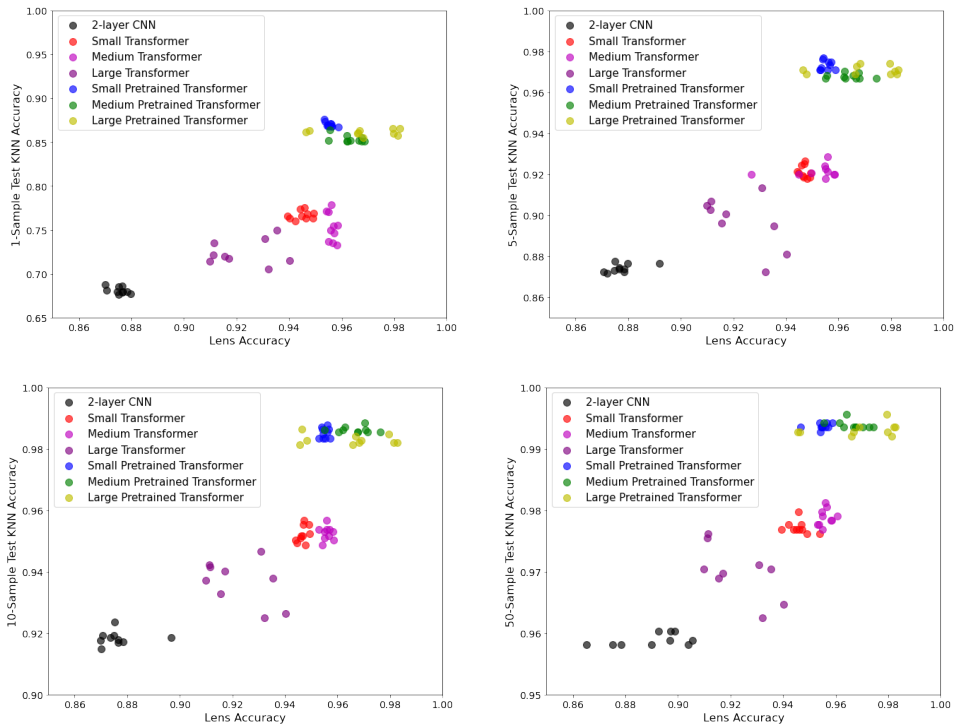 1.00
0.95
0.90
0.85
0.80
0.75
0.70
0.65
1-Sample Test KNN Accuracy
2-layer CNN
Small Transformer
Medium Transformer
Large Transformer
Small Pretrained Transformer
Medium Pretrained Transformer
Large Pretrained Transformer
0.86 0.88 0.90 0.92 0.94 0.96 0.98 1.00
Lens Accuracy
1.00
0.98
0.96
0.94
0.92
0.90
0.88
0.86
5-Sample Test KNN Accuracy
2-layer CNN
Small Transformer
Medium Transformer
Large Transformer
Small Pretrained Transformer
Medium Pretrained Transformer
Large Pretrained Transformer
0.86 0.88 0.90 0.92 0.94 0.96 0.98 1.00
Lens Accuracy
1.00
0.98
0.96
0.94
0.92
0.90
10-Sample Test KNN Accuracy
2-layer CNN
Small Transformer
Medium Transformer
Large Transformer
Small Pretrained Transformer
Medium Pretrained Transformer
Large Pretrained Transformer
0.86 0.88 0.90 0.92 0.94 0.96 0.98 1.00
Lens Accuracy
1.00
0.99
0.98
0.97
0.96
0.95
50-Sample Test KNN Accuracy
2-layer CNN
Small Transformer
Medium Transformer
Large Transformer
Small Pretrained Transformer
Medium Pretrained Transformer
Large Pretrained Transformer
0.86 0.88 0.90 0.92 0.94 0.96 0.98 1.00
Lens Accuracy